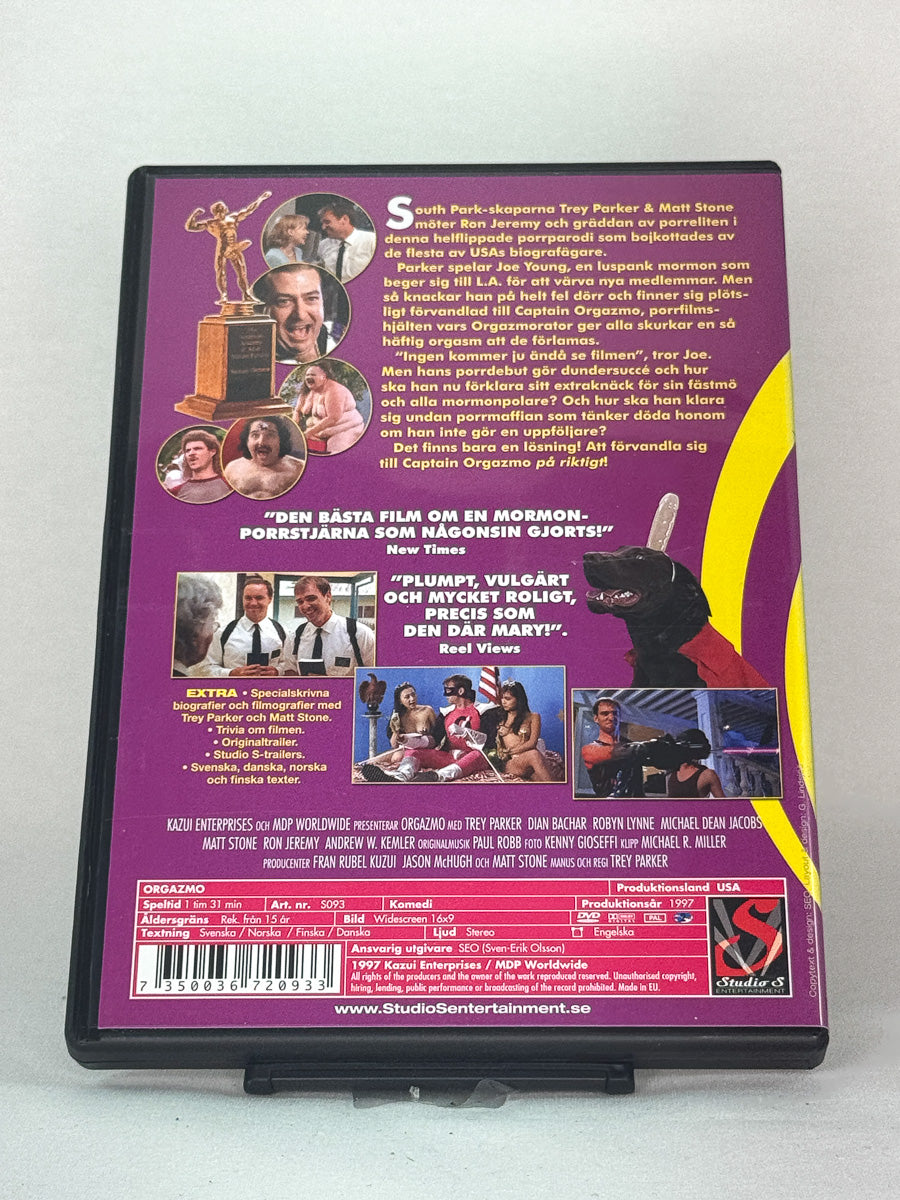 South Park-skaparna Trey Parker & Matt Stone
möter Ron Jeremy och gräddan av porreliten i
denna helflippade porrparodi som bojkottades av
de flesta av USAs biografägare.
Parker spelar Joe Young, en luspank mormon som
beger sig till L.A. för att värva nya medlemmar. Men
så knackar han på helt fel dörr och finner sig plöts-
ligt förvandlad till Captain Orgazmo, porrfilms-
hjälten vars Orgazmorator ger alla skurkar en så
häftig orgasm att de förlamas.
"Ingen kommer ju ändå se filmen", tror Joe.
Men hans porrdebut gör dundersuccé och hur
ska han nu förklara sitt extraknäck för sin fästmö
och alla mormonpolare? Och hur ska han klara
sig undan porrmaffian som tänker döda honom
om han inte gör en uppföljare?
Det finns bara en lösning! Att förvandla sig
till Captain Orgazmo på riktigt!
"DEN BÄSTA FILM OM EN MORMON-
PORRSTJÄRNA SOM NÅGONSIN GJORTS!"
New Times
"PLUMPT, VULGÄRT
OCH MYCKET ROLIGT,
PRECIS SOM
DEN DÄR MARY!".
Reel Views
EXTRA • Specialskrivna
biografier och filmografier med
Trey Parker och Matt Stone.
• Trivia om filmen.
• Originaltrailer.
• Studio S-trailers.
• Svenska, danska, norska
och finska texter.
KAZUI ENTERPRISES OCH MDP WORLDWIDE PRESENTERAR ORGAZMO MED TREY PARKER DIAN BACHAR ROBYN LYNNE MICHAEL DEAN JACOBS
MATT STONE RON JEREMY ANDREW W. KEMLER ORIGINALMUSIK PAUL ROBB FOTO KENNY GIOSEFFI KLIPP MICHAEL R. MILLER
PRODUCENTER FRAN RUBEL KUZUI JASON McHUGH OCH MATT STONE MANUS OCH REGI TREY PARKER
ORGAZMO Produktionsland USA
Speltid 1 tim 31 min Art. nr. S093 Komedi Produktionsår 1997
Åldersgräns Rek. från 15 år Bild Widescreen 16x9 DVD PAL
Textning Svenska / Norska / Finska / Danska Ljud Stereo Engelska
Ansvarig utgivare SEO (Sven-Erik Olsson)
1997 Kazui Enterprises / MDP Worldwide
All rights of the producers and the owner of the work reproduced reserved. Unauthorised copyright,
hiring, lending, public performance or broadcasting of the record prohibited. Made in EU.
7 350036 720933
Studio S
ENTERTAINMENT
www.StudioSentertainment.se
Copytext & design: SEO. Layout & design: G.